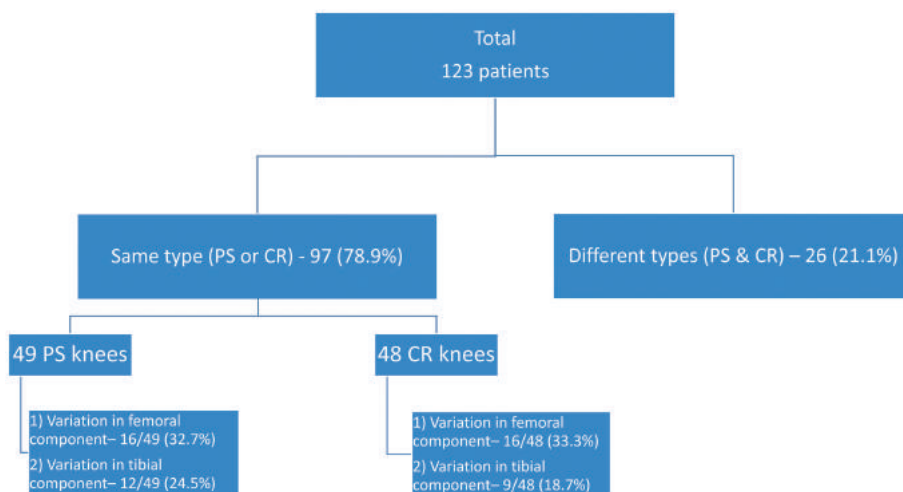 Total
123 patients
Same type (PS or CR) - 97 (78.9%)
Different types (PS & CR) – 26 (21.1%)
49 PS knees
48 CR knees
1) Variation in femoral
component– 16/49 (32.7%)
2) Variation in tibial
component– 12/49 (24.5%)
1) Variation in femoral
component– 16/48 (33.3%)
2) Variation in tibial
component– 9/48 (18.7%)